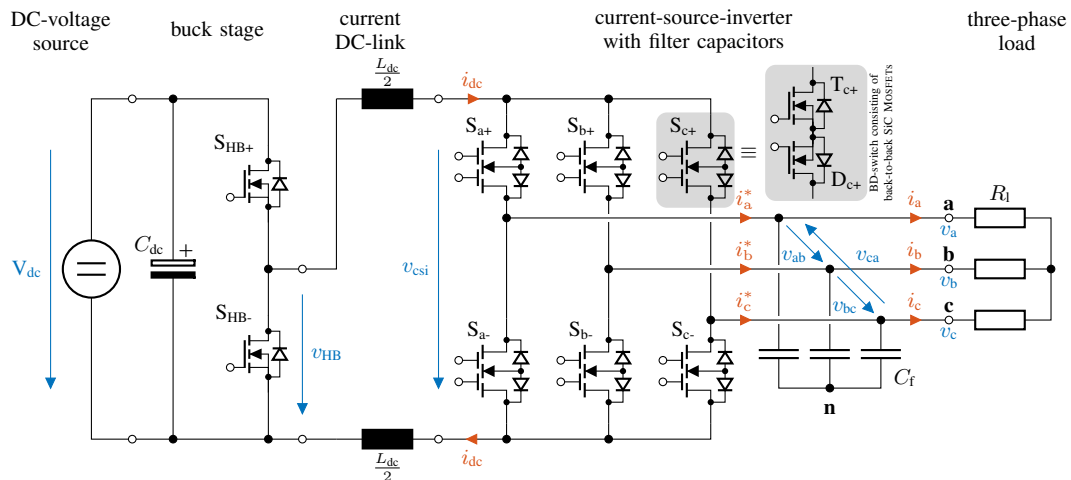 DC-voltage
source
buck stage
current
DC-link
current-source-inverter
with filter capacitors
three-phase
load
L_dc
2
i_dc
S_HB+
S_a+
S_b+
S_c+
≡
T_c+
D_c+
BD-switch consisting of
back-to-back SiC MOSFETs
V_dc
C_dc
+
v_csi
i*_a
i*_b
i*_c
v_ab
v_ca
v_bc
i_a
a
v_a
R_l
i_b
b
v_b
i_c
c
v_c
S_HB-
v_HB
S_a-
S_b-
S_c-
C_f
n
L_dc
2
i_dc